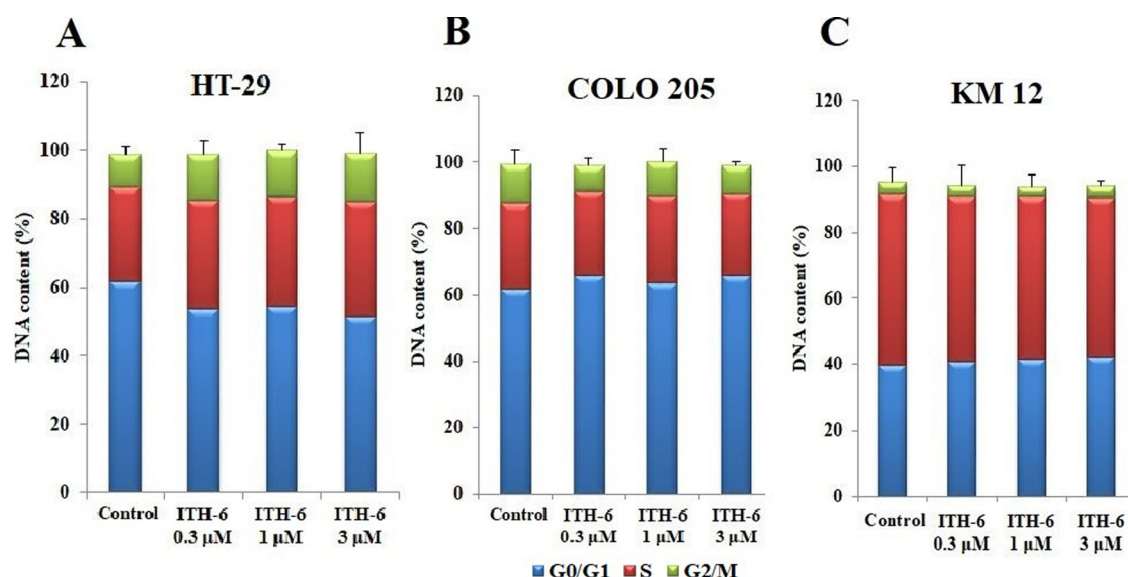 A
HT-29
120
100
80
60
40
20
0
DNA content (%)
Control
ITH-6
0.3 µM
ITH-6
1 µM
ITH-6
3 µM
B
COLO 205
120
100
80
60
40
20
0
DNA content (%)
Control
ITH-6
0.3 µM
ITH-6
1 µM
ITH-6
3 µM
C
KM 12
120
100
80
60
40
20
0
DNA content (%)
Control
ITH-6
0.3 µM
ITH-6
1 µM
ITH-6
3 µM
G0/G1 S G2/M